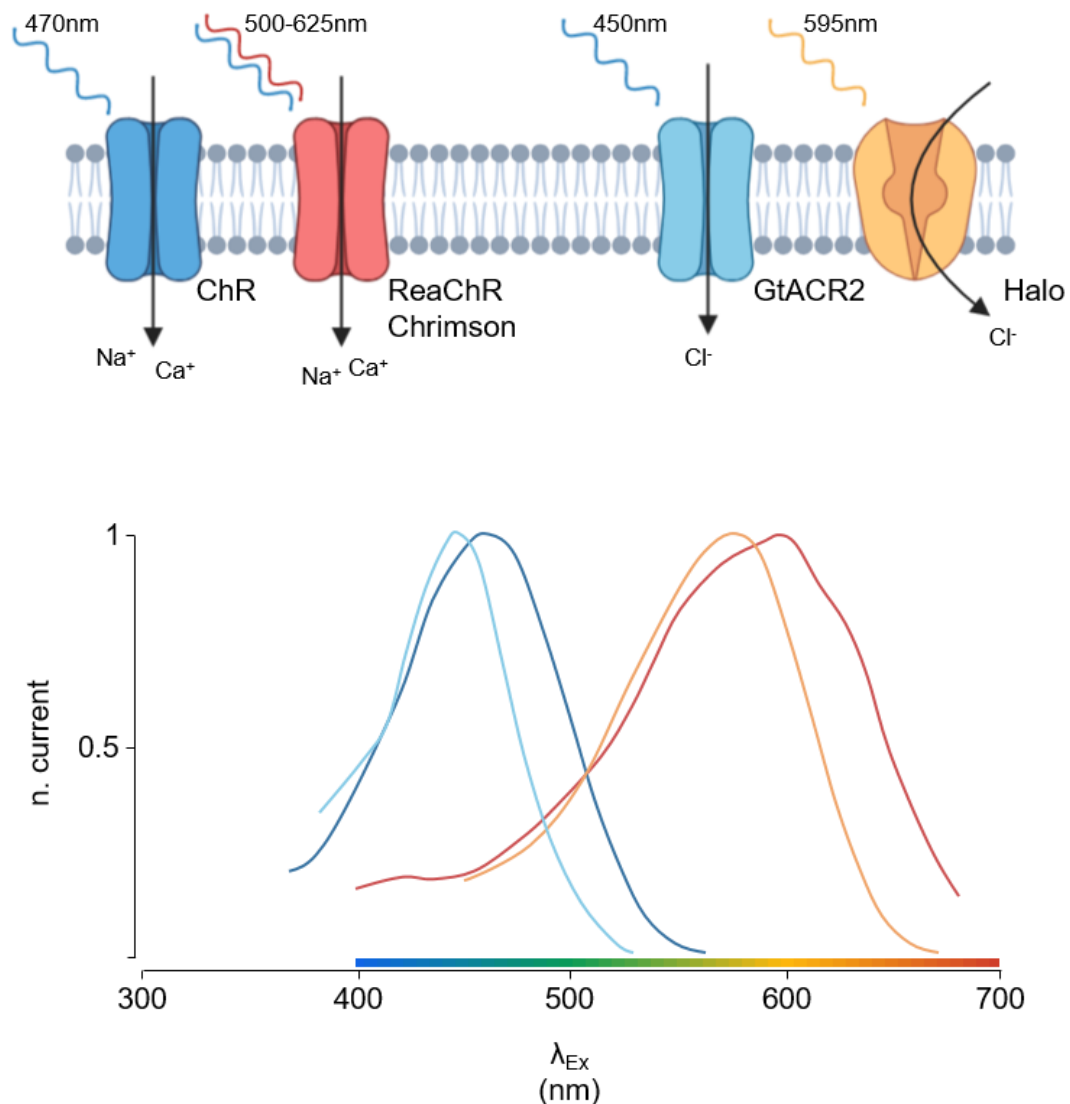 470nm
500-625nm
450nm
595nm
ChR
ReaChR
Chrimson
GtACR2
Halo
Na⁺
Ca⁺
Na⁺ Ca⁺
Cl⁻
Cl⁻
1
0.5
n. current
300
400
500
600
700
λEx
(nm)